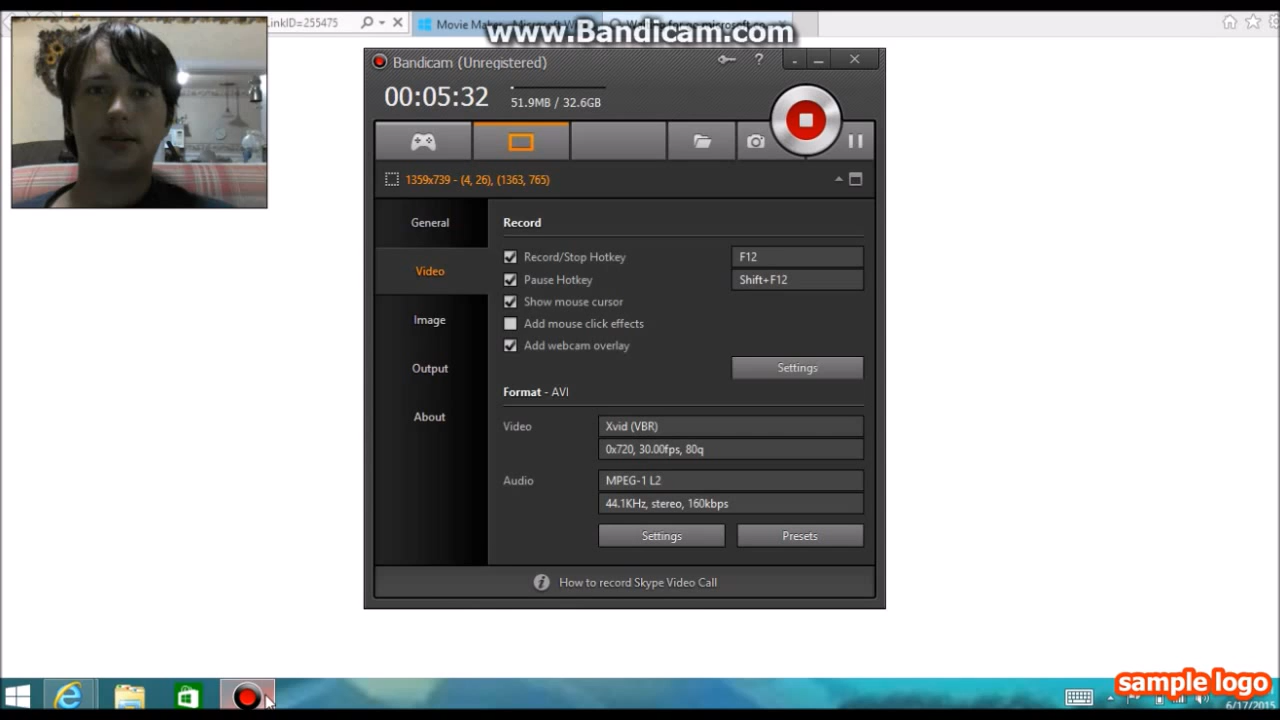 LinkID=255475
Movie Maker - Microsoft W
www.Bandicam.com
Bandicam (Unregistered)
00:05:32
51.9MB / 32.6GB
1359x739 - (4, 26), (1363, 765)
General
Video
Image
Output
About
Record
Record/Stop Hotkey F12
Pause Hotkey Shift+F12
Show mouse cursor
Add mouse click effects
Add webcam overlay
Settings
Format - AVI
Video Xvid (VBR)
0x720, 30.00fps, 80q
Audio MPEG-1 L2
44.1KHz, stereo, 160kbps
Settings Presets
How to record Skype Video Call
sample logo
6/17/2015